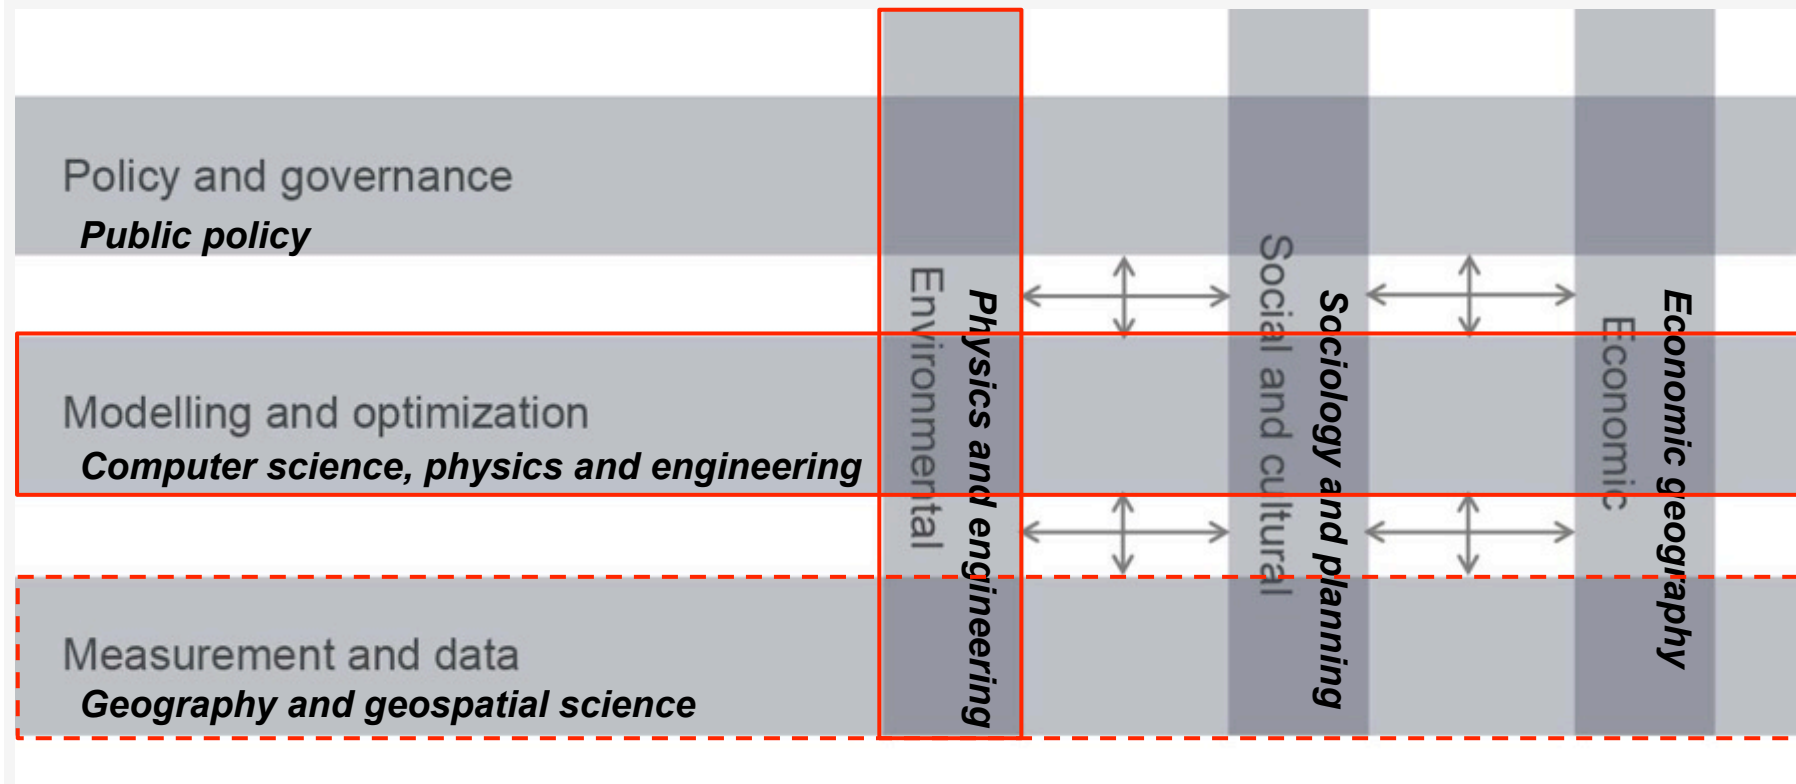 Policy and governance
Public policy
Modelling and optimization
Computer science, physics and engineering
Measurement and data
Geography and geospatial science
Environmental
Physics and engineering
Social and cultural
Sociology and planning
Economic
Economic geography